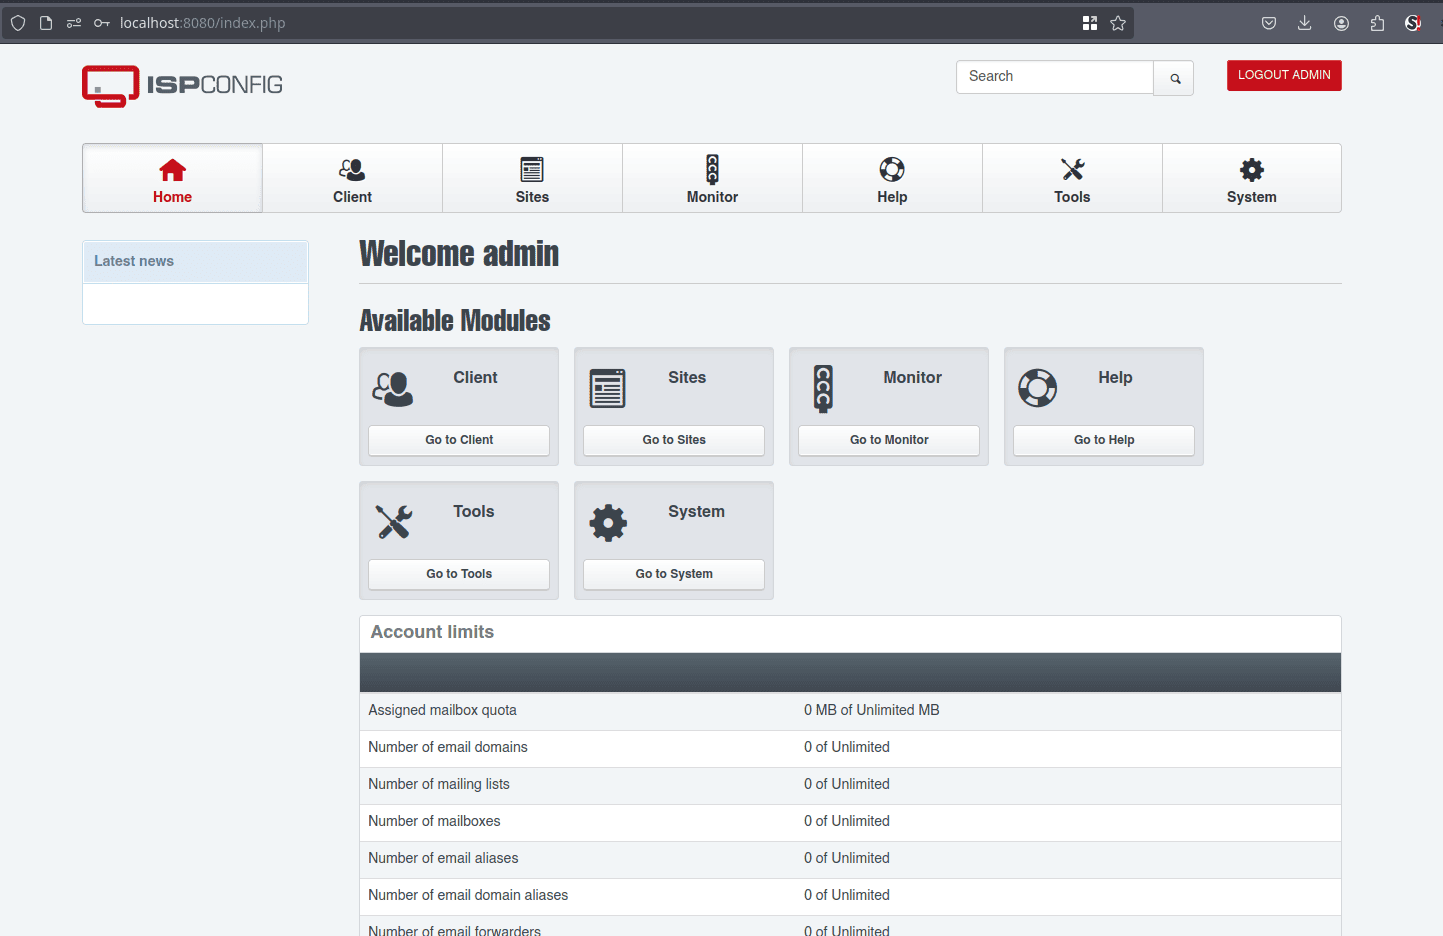 localhost:8080/index.php
ISPCONFIG
Search
LOGOUT ADMIN
Home
Client
Sites
Monitor
Help
Tools
System
Latest news
Welcome admin
Available Modules
Client
Sites
Monitor
Help
Go to Client
Go to Sites
Go to Monitor
Go to Help
Tools
System
Go to Tools
Go to System
Account limits
Assigned mailbox quota 0 MB of Unlimited MB
Number of email domains 0 of Unlimited
Number of mailing lists 0 of Unlimited
Number of mailboxes 0 of Unlimited
Number of email aliases 0 of Unlimited
Number of email domain aliases 0 of Unlimited
Number of email forwarders 0 of Unlimited